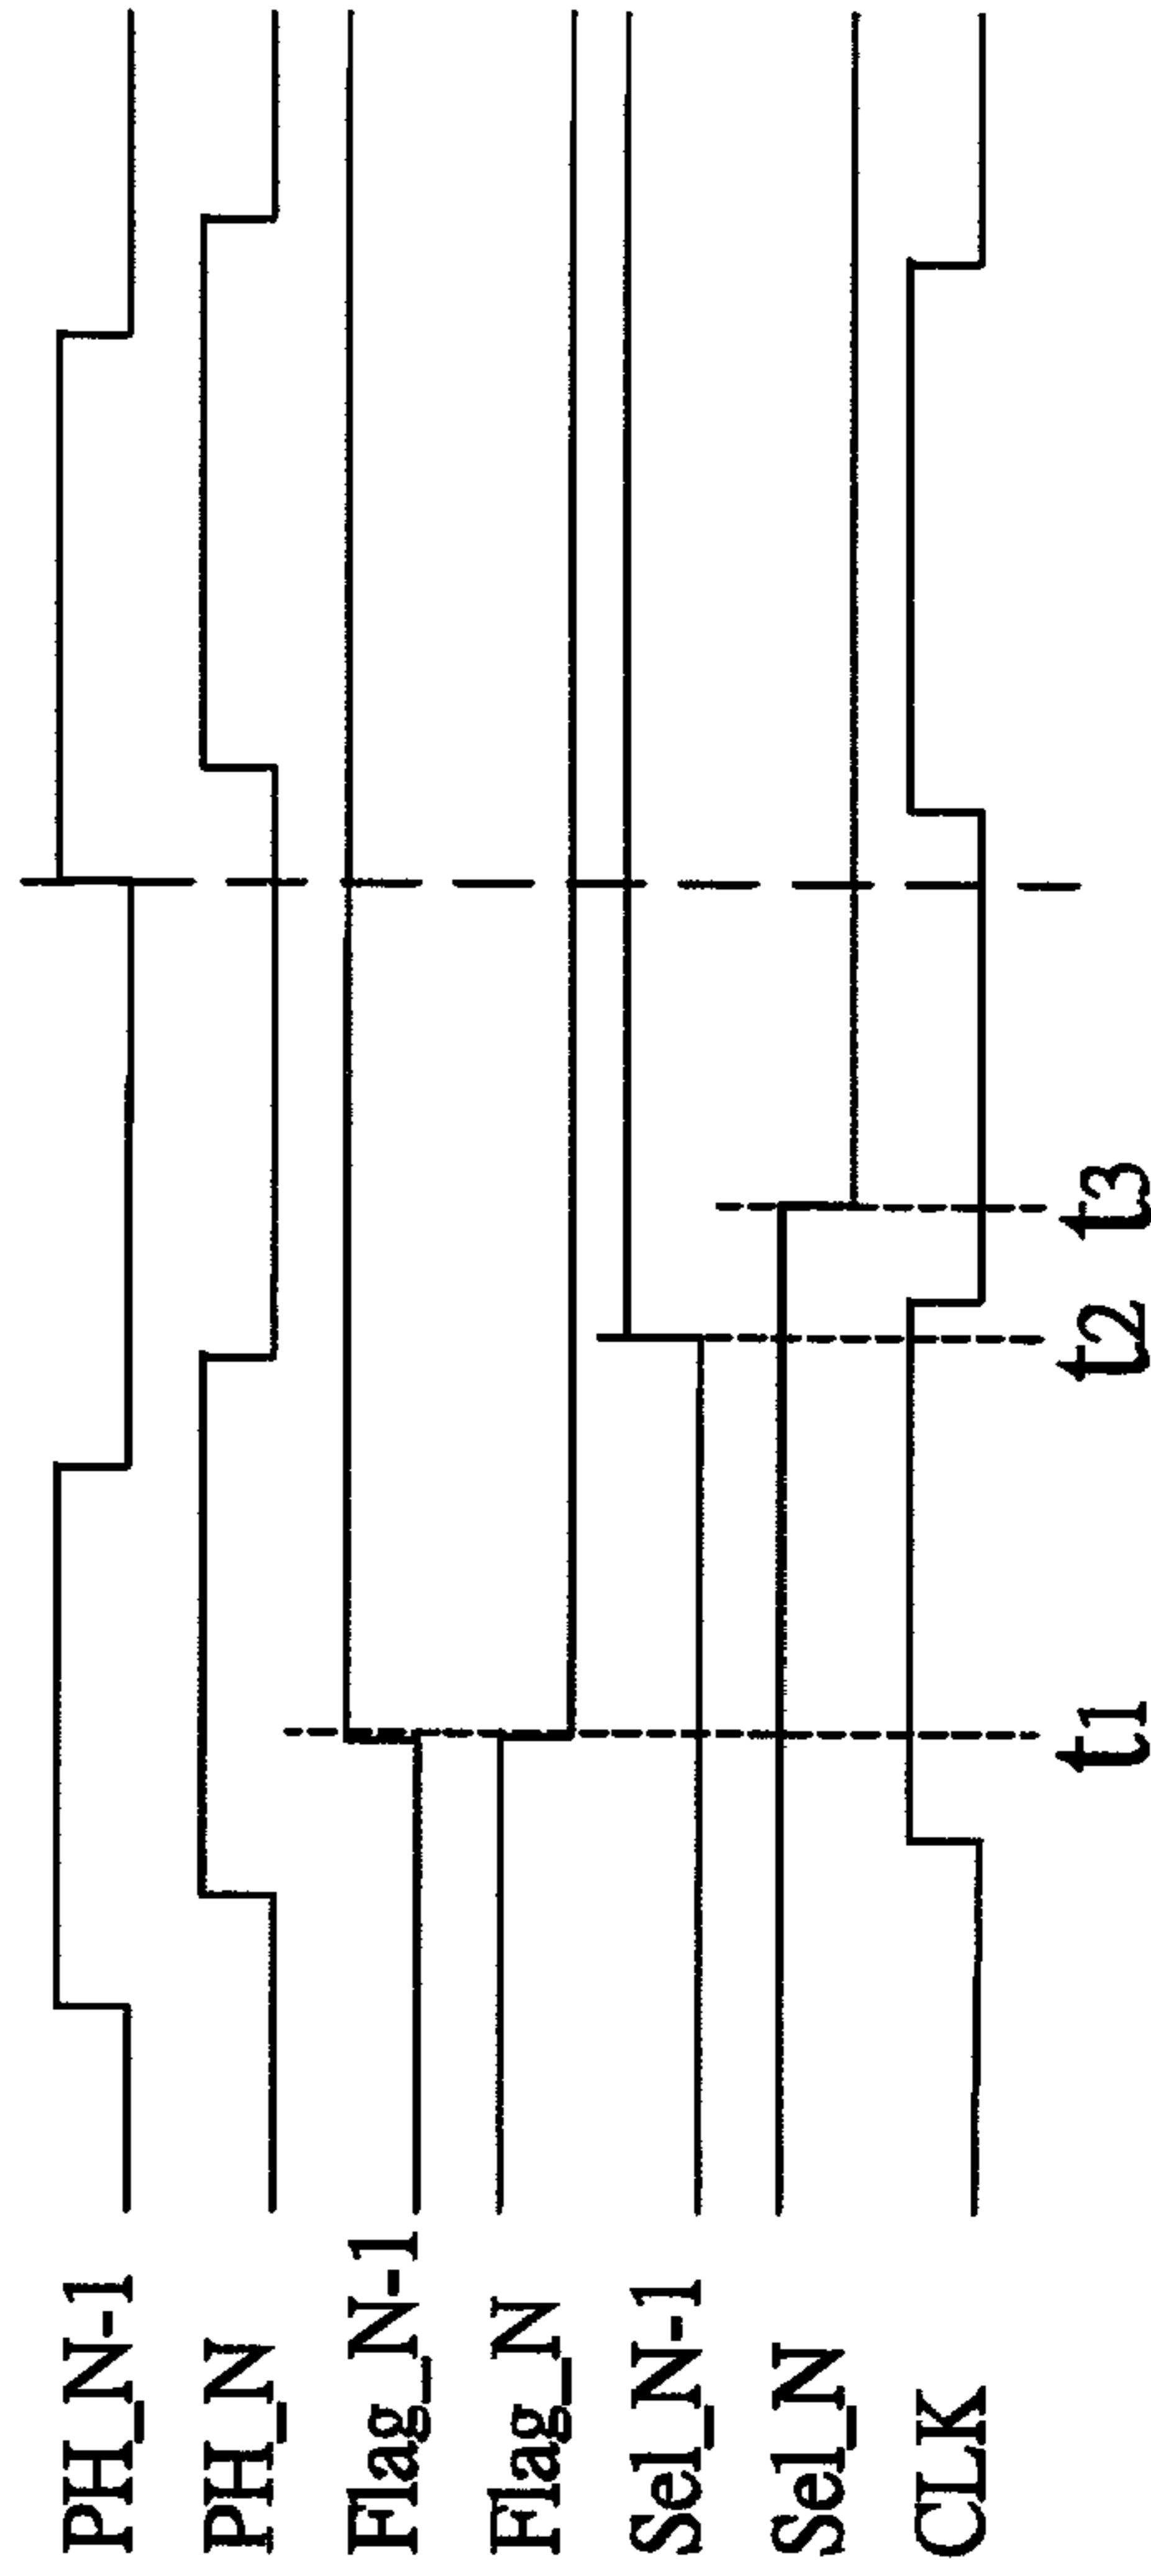 PH_N-1
PH_N
Flag_N-1
Flag_N
Sel_N-1
Sel_N
CLK
t1 t2 t3